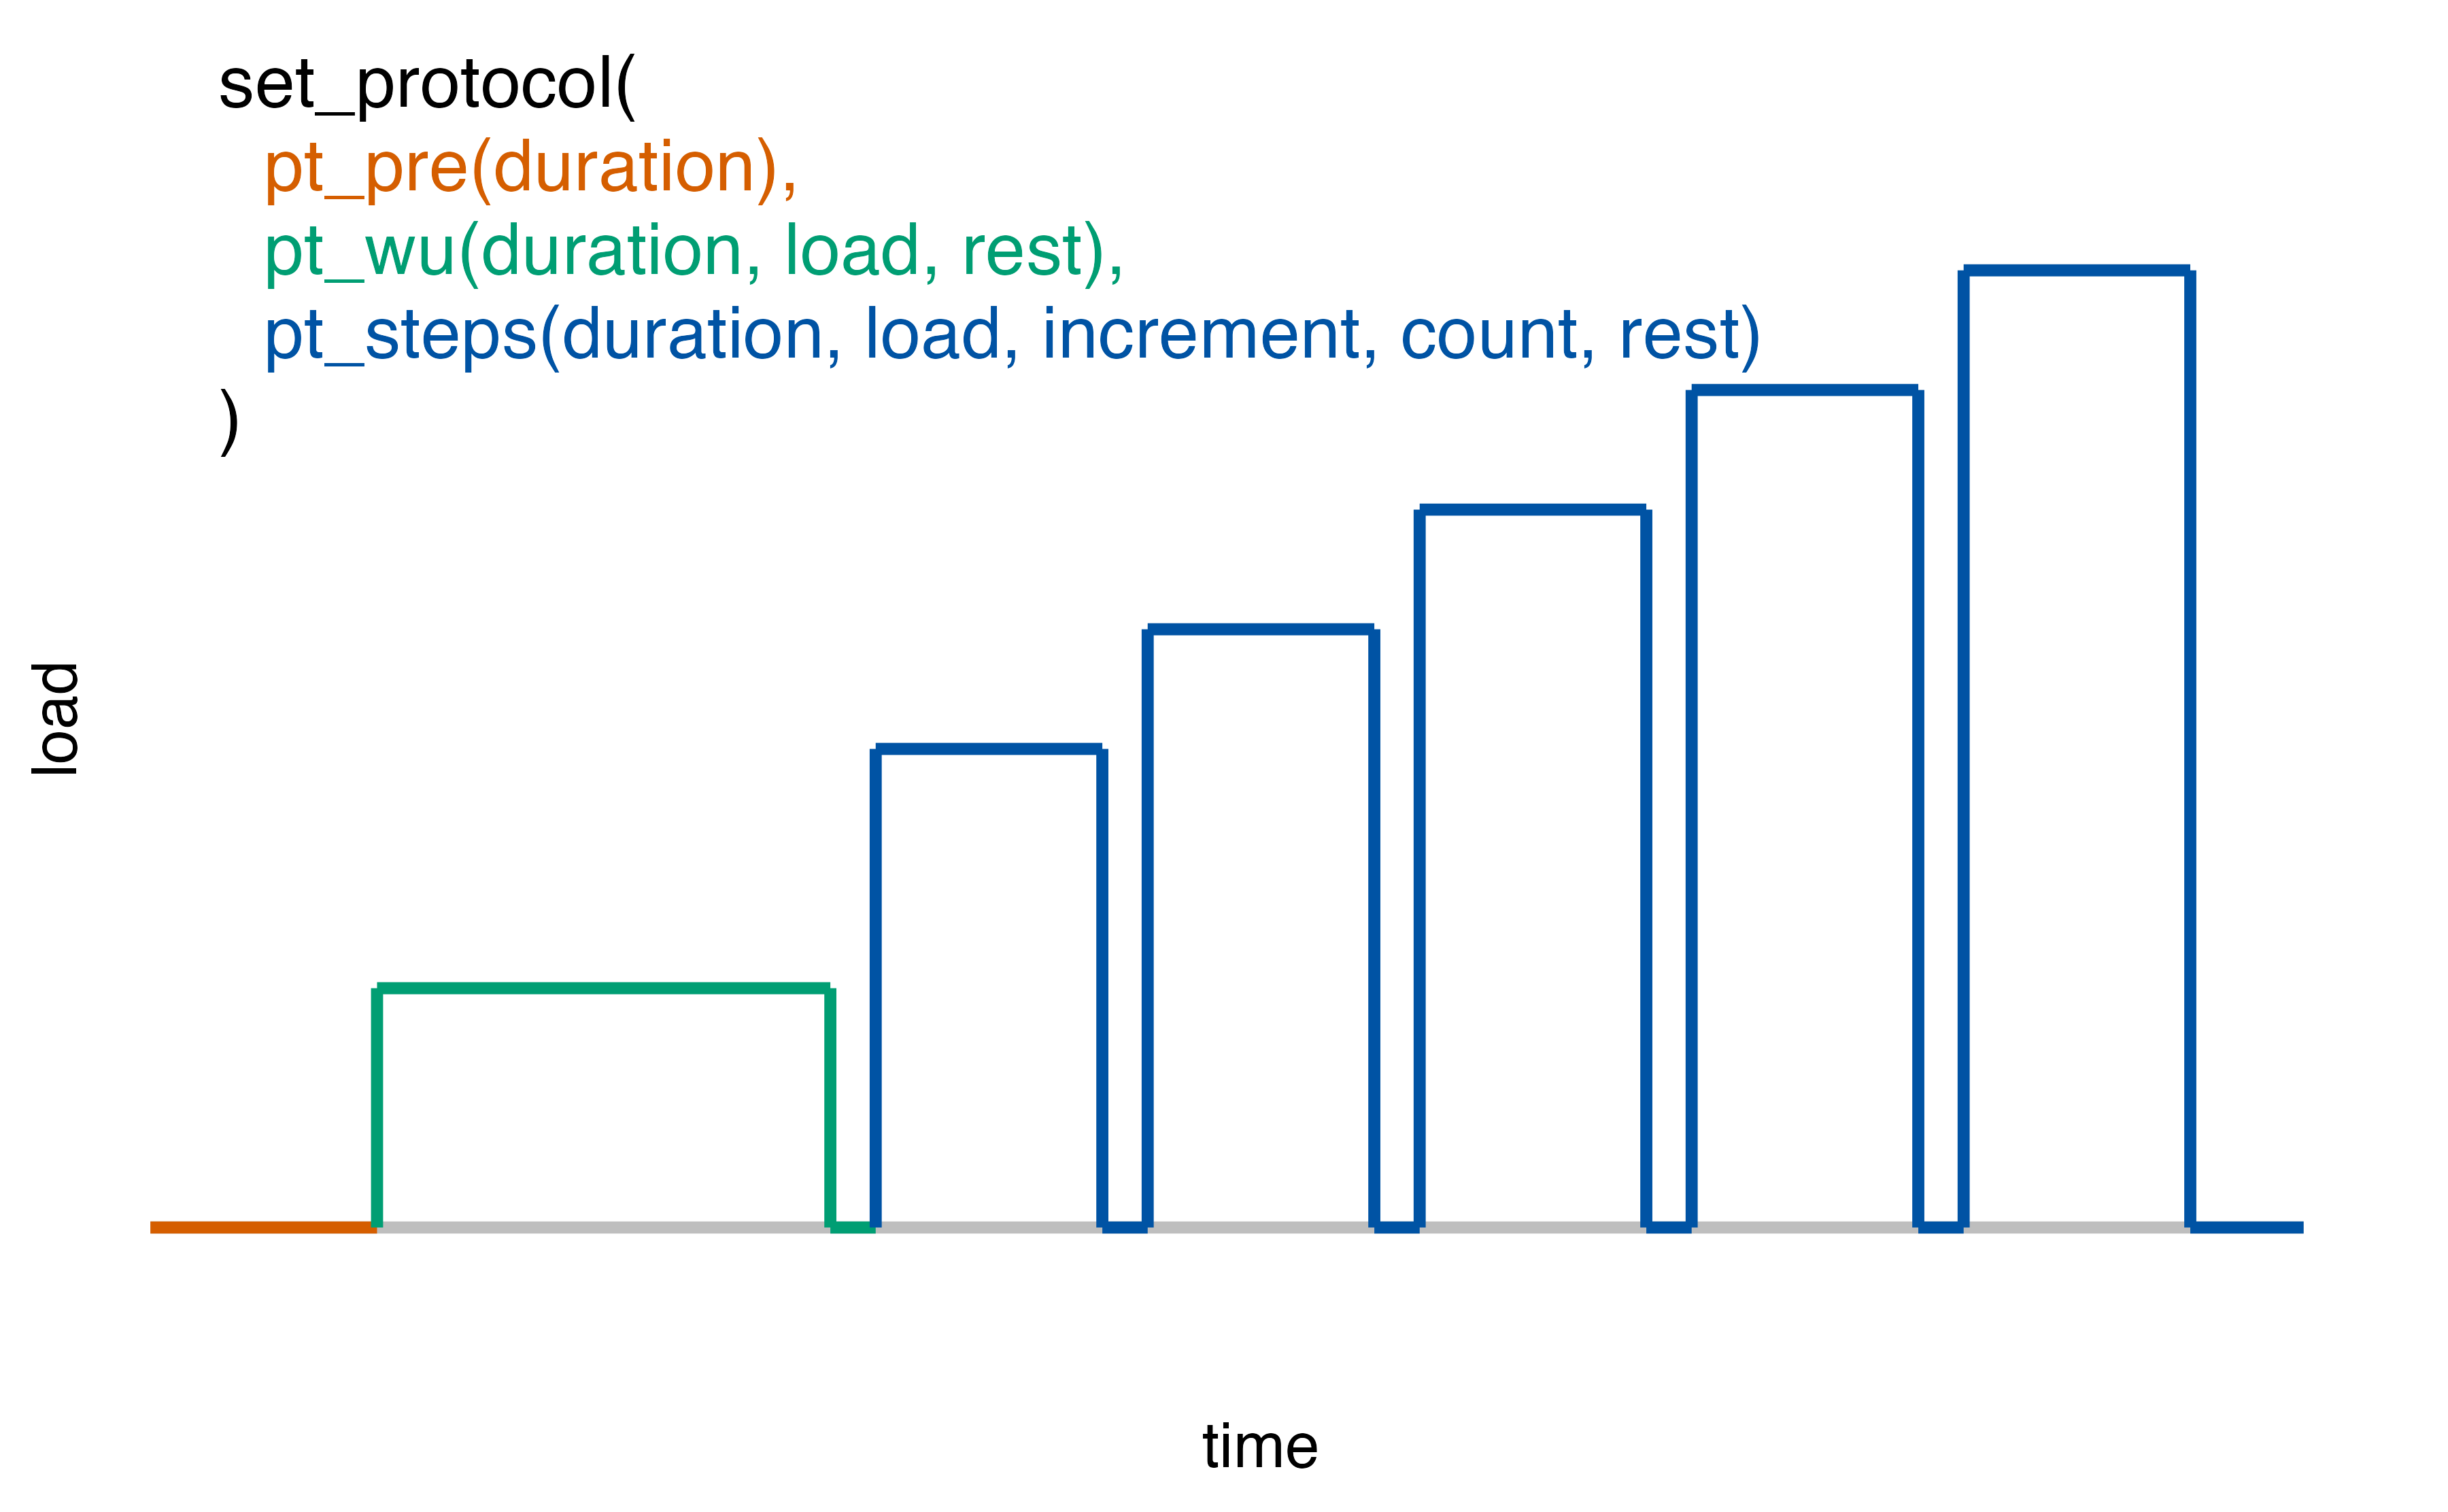 set_protocol(
pt_pre(duration),
pt_wu(duration, load, rest),
pt_steps(duration, load, increment, count, rest)
)
load
time